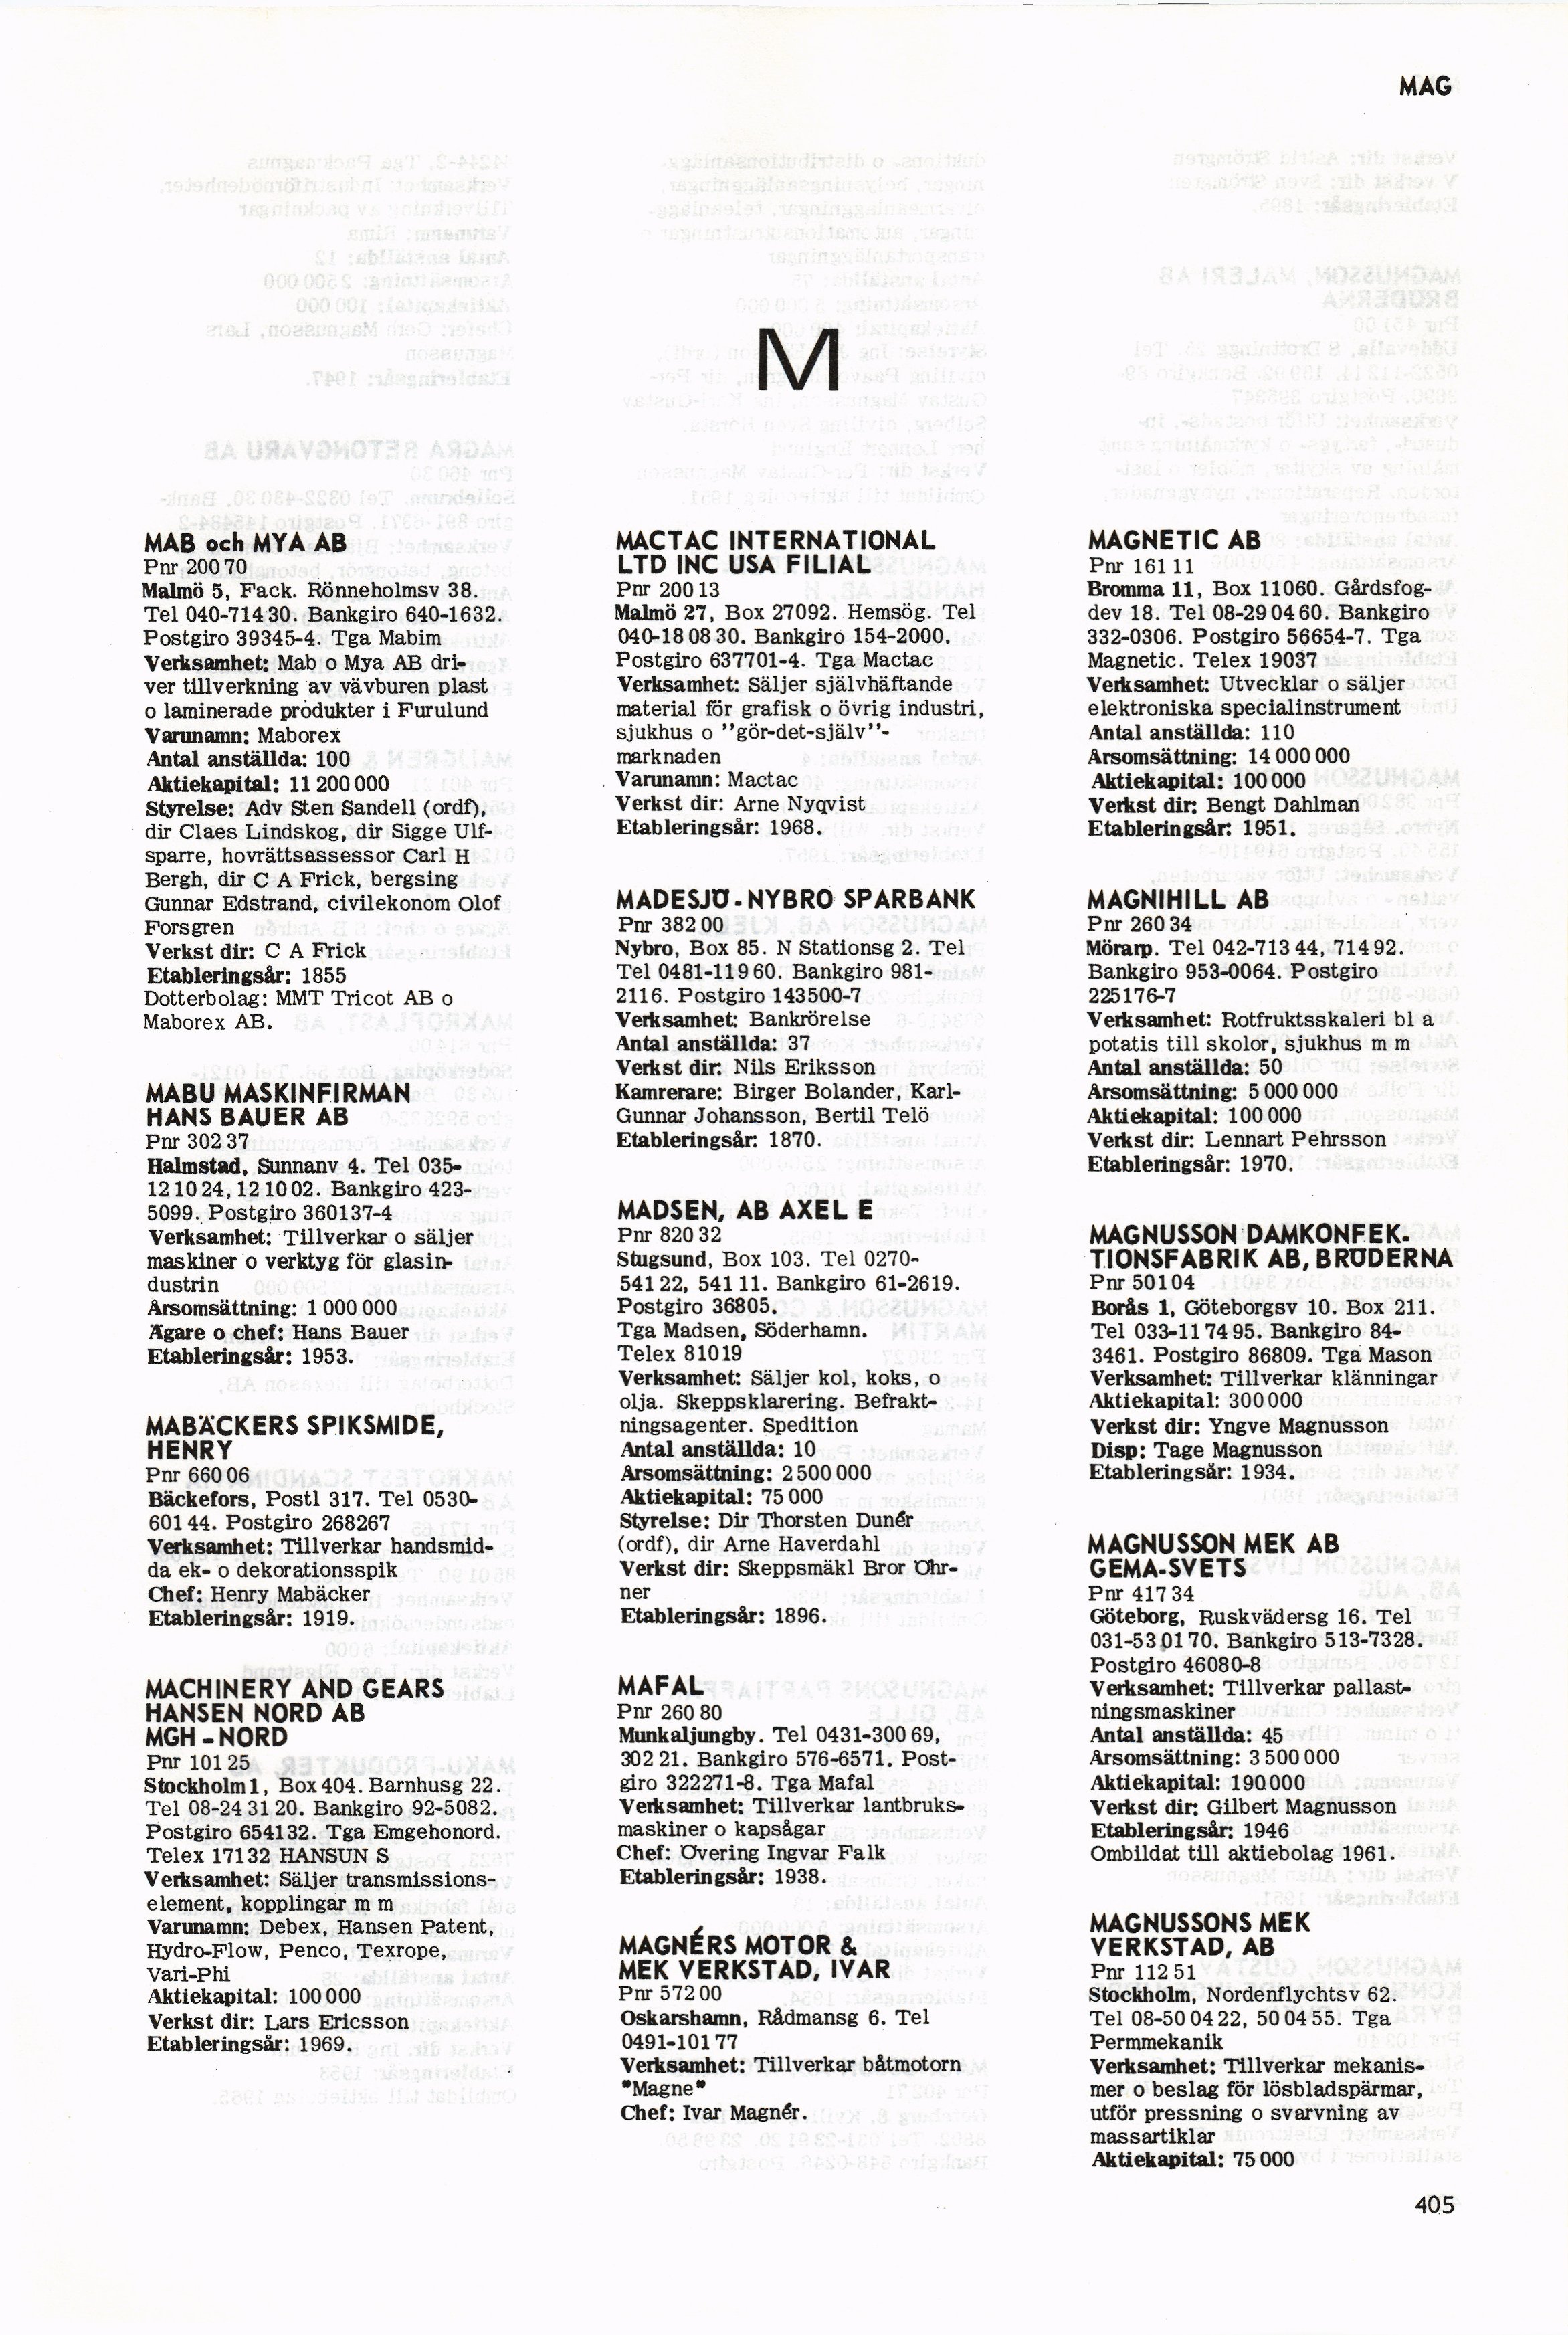 MAG
M
MAB och MYA AB
Pnr 200 70
Malmö 5, Fack. Rönneholmsv 38.
Tel 040-714 30. Bankgiro 640-1632.
Postgiro 39345-4. Tga Mabim
Verksamhet: Mab o Mya AB dri-
ver tillverkning av vävburen plast
o laminerade produkter i Furulund
Varunamn: Maborex
Antal anställda: 100
Aktiekapital: 11 200 000
Styrelse: Adv Sten Sandell (ordf),
dir Claes Lindskog, dir Sigge Ulf-
sparre, hovrättsassessor Carl H
Bergh, dir C A Frick, bergsing
Gunnar Edstrand, civilekonom Olof
Forsgren
Verkst dir: C A Frick
Etableringsår: 1855
Dotterbolag: MMT Tricot AB o
Maborex AB.
MABU MASKINFIRMAN
HANS BAUER AB
Pnr 302 37
Halmstad, Sunnanv 4. Tel 035-
12 10 24, 12 10 02. Bankgiro 423-
5099. Postgiro 360137-4
Verksamhet: Tillverkar o säljer
maskiner o verktyg för glasin-
dustrin
Årsomsättning: 1 000 000
Ägare o chef: Hans Bauer
Etableringsår: 1953.
MABÄCKERS SPIKSMIDE,
HENRY
Pnr 660 06
Bäckefors, Postl 317. Tel 0530-
601 44. Postgiro 268267
Verksamhet: Tillverkar handsmid-
da ek- o dekorationsspik
Chef: Henry Mabäcker
Etableringsår: 1919.
MACHINERY AND GEARS
HANSEN NORD AB
MGH - NORD
Pnr 101 25
Stockholm 1, Box 404. Barnhusg 22.
Tel 08-24 31 20. Bankgiro 92-5082.
Postgiro 654132. Tga Emgehonord.
Telex 17132 HANSUN S
Verksamhet: Säljer transmissions-
element, kopplingar m m
Varunamn: Debex, Hansen Patent,
Hydro-Flow, Penco, Texrope,
Vari-Phi
Aktiekapital: 100 000
Verkst dir: Lars Ericsson
Etableringsår: 1969.
MACTAC INTERNATIONAL
LTD INC USA FILIAL
Pnr 200 13
Malmö 27, Box 27092. Hemsög. Tel
040-18 08 30. Bankgiro 154-2000.
Postgiro 637701-4. Tga Mactac
Verksamhet: Säljer självhäftande
material för grafisk o övrig industri,
sjukhus o "gör-det-själv"-
marknaden
Varunamn: Mactac
Verkst dir: Arne Nyqvist
Etableringsår: 1968.
MADESJÖ - NYBRO SPARBANK
Pnr 382 00
Nybro, Box 85. N Stationsg 2. Tel
Tel 0481-119 60. Bankgiro 981-
2116. Postgiro 143500-7
Verksamhet: Bankrörelse
Antal anställda: 37
Verkst dir: Nils Eriksson
Kamrerare: Birger Bolander, Karl-
Gunnar Johansson, Bertil Telö
Etableringsår: 1870.
MADSEN, AB AXEL E
Pnr 820 32
Stugsund, Box 103. Tel 0270-
541 22, 541 11. Bankgiro 61-2619.
Postgiro 36805.
Tga Madsen, Söderhamn.
Telex 81019
Verksamhet: Säljer kol, koks, o
olja. Skeppsklarering. Befrakt-
ningsagenter. Spedition
Antal anställda: 10
Årsomsättning: 2 500 000
Aktiekapital: 75 000
Styrelse: Dir Thorsten Dunér
(ordf), dir Arne Haverdahl
Verkst dir: Skeppsmäkl Bror Öhr-
ner
Etableringsår: 1896.
MAFAL
Pnr 260 80
Munkaljungby. Tel 0431-300 69,
302 21. Bankgiro 576-6571. Post-
giro 322271-8. Tga Mafal
Verksamhet: Tillverkar lantbruks-
maskiner o kapsågar
Chef: Övering Ingvar Falk
Etableringsår: 1938.
MAGNÉRS MOTOR &
MEK VERKSTAD, IVAR
Pnr 572 00
Oskarshamn, Rådmansg 6. Tel
0491-101 77
Verksamhet: Tillverkar båtmotorn
"Magne"
Chef: Ivar Magnér.
MAGNETIC AB
Pnr 161 11
Bromma 11, Box 11060. Gårdsfog-
dev 18. Tel 08-29 04 60. Bankgiro
332-0306. Postgiro 56654-7. Tga
Magnetic. Telex 19037
Verksamhet: Utvecklar o säljer
elektroniska specialinstrument
Antal anställda: 110
Årsomsättning: 14 000 000
Aktiekapital: 100 000
Verkst dir: Bengt Dahlman
Etableringsår: 1951.
MAGNIHILL AB
Pnr 260 34
Mörarp. Tel 042-713 44, 714 92.
Bankgiro 953-0064. Postgiro
225176-7
Verksamhet: Rotfruktsskaleri bl a
potatis till skolor, sjukhus m m
Antal anställda: 50
Årsomsättning: 5 000 000
Aktiekapital: 100 000
Verkst dir: Lennart Pehrsson
Etableringsår: 1970.
MAGNUSSON DAMKONFEK-
TIONSFABRIK AB, BRÖDERNA
Pnr 501 04
Borås 1, Göteborgsv 10. Box 211.
Tel 033-11 74 95. Bankgiro 84-
3461. Postgiro 86809. Tga Mason
Verksamhet: Tillverkar klänningar
Aktiekapital: 300 000
Verkst dir: Yngve Magnusson
Disp: Tage Magnusson
Etableringsår: 1934.
MAGNUSSON MEK AB
GEMA-SVETS
Pnr 417 34
Göteborg, Ruskvädersg 16. Tel
031-53 01 70. Bankgiro 513-7328.
Postgiro 46080-8
Verksamhet: Tillverkar pallast-
ningsmaskiner
Antal anställda: 45
Årsomsättning: 3 500 000
Aktiekapital: 190 000
Verkst dir: Gilbert Magnusson
Etableringsår: 1946
Ombildat till aktiebolag 1961.
MAGNUSSONS MEK
VERKSTAD, AB
Pnr 112 51
Stockholm, Nordenflychtsv 62.
Tel 08-50 04 22, 50 04 55. Tga
Permmekanik
Verksamhet: Tillverkar mekanis-
mer o beslag för lösbladspärmar,
utför pressning o svarvning av
massartiklar
Aktiekapital: 75 000
405